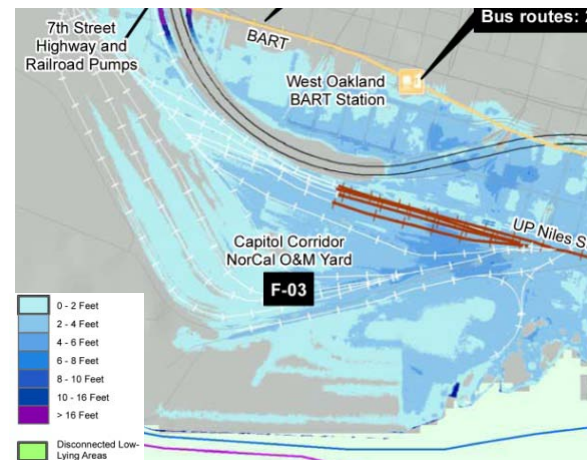 Bus routes:
7th Street
Highway and
Railroad Pumps
BART
West Oakland
BART Station
UP Niles S
Capitol Corridor
NorCal O&M Yard
F-03
0 - 2 Feet
2 - 4 Feet
4 - 6 Feet
6 - 8 Feet
8 - 10 Feet
10 - 16 Feet
> 16 Feet
Disconnected Low-
Lying Areas